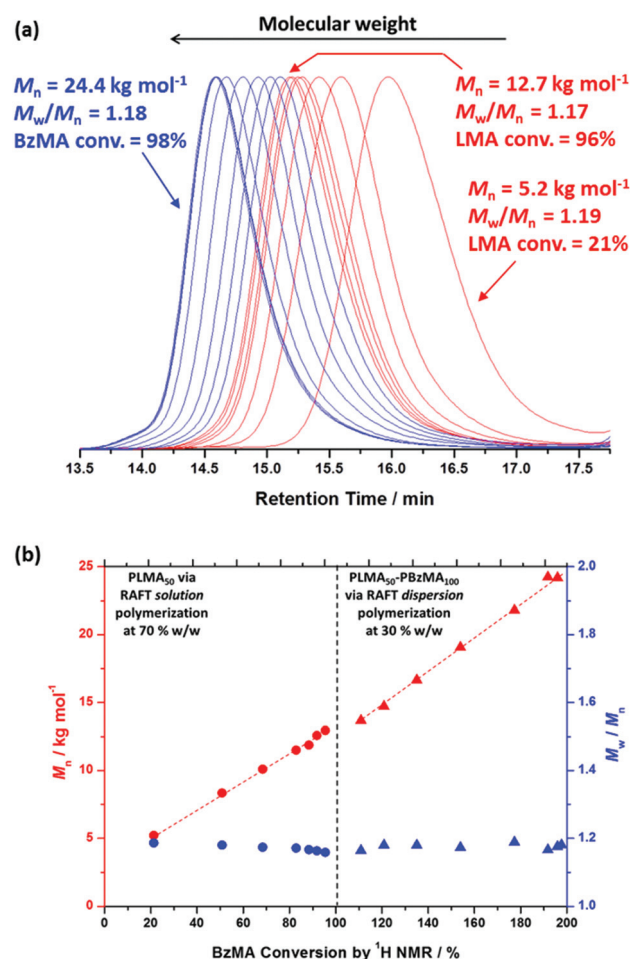 (a)
Molecular weight
Mn = 24.4 kg mol-1
Mw/Mn = 1.18
BzMA conv. = 98%
Mn = 12.7 kg mol-1
Mw/Mn = 1.17
LMA conv. = 96%
Mn = 5.2 kg mol-1
Mw/Mn = 1.19
LMA conv. = 21%
13.5 14.0 14.5 15.0 15.5 16.0 16.5 17.0 17.5
Retention Time / min
(b)
PLMA50 via
RAFT solution
polymerization
at 70 % w/w
PLMA50-PBzMA100
via RAFT dispersion
polymerization
at 30 % w/w
25
20
15
10
5
0
Mn / kg mol-1
2.0
1.8
1.6
1.4
1.2
1.0
Mw / Mn
0 20 40 60 80 100 120 140 160 180 200
BzMA Conversion by 1H NMR / %